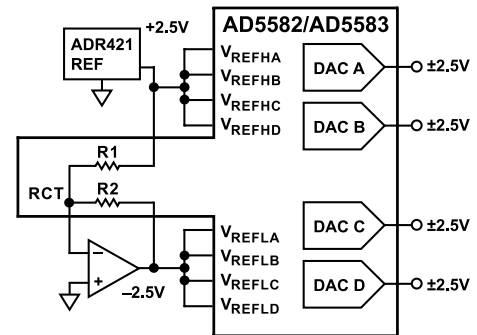 AD5582/AD5583
+2.5V
ADR421
REF
VREFHA
VREFHB
VREFHC
VREFHD
DAC A
±2.5V
DAC B
±2.5V
R1
RCT
R2
VREFLA
VREFLB
VREFLC
VREFLD
–
+
–2.5V
DAC C
±2.5V
DAC D
±2.5V